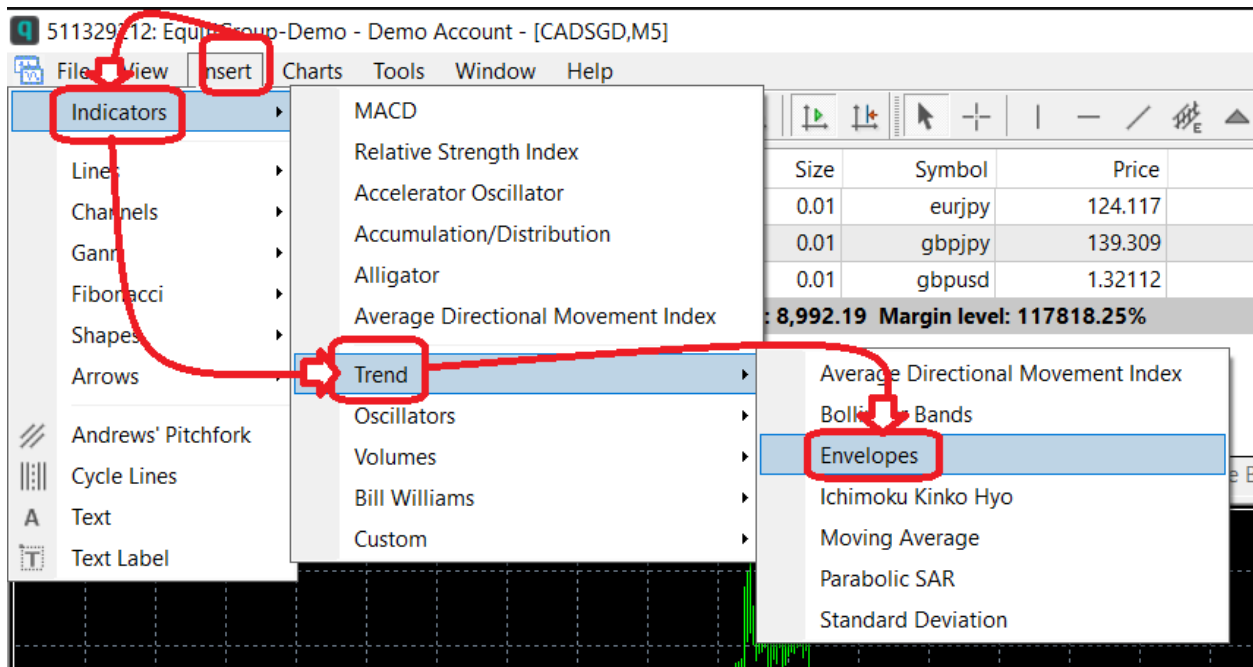 511329212: EquitiGroup-Demo - Demo Account - [CADSGD,M5]
File View Insert Charts Tools Window Help
Indicators
Lines
Channels
Gann
Fibonacci
Shapes
Arrows
Andrews' Pitchfork
Cycle Lines
A Text
T Text Label
MACD
Relative Strength Index
Accelerator Oscillator
Accumulation/Distribution
Alligator
Average Directional Movement Index
Trend
Oscillators
Volumes
Bill Williams
Custom
Average Directional Movement Index
Bollinger Bands
Envelopes
Ichimoku Kinko Hyo
Moving Average
Parabolic SAR
Standard Deviation
E
Size Symbol Price
0.01 eurjpy 124.117
0.01 gbpjpy 139.309
0.01 gbpusd 1.32112
: 8,992.19 Margin level: 117818.25%